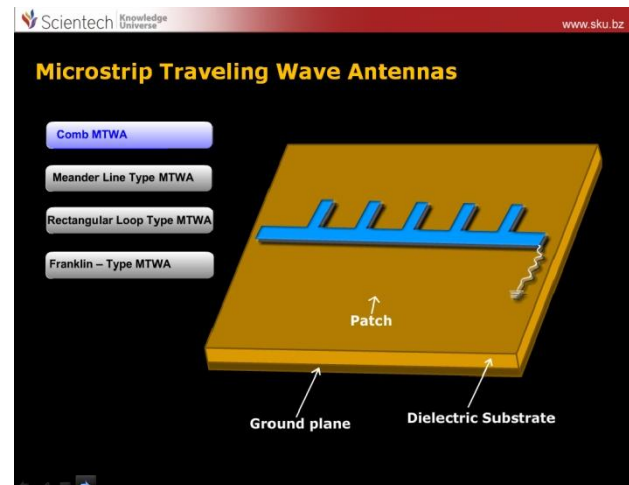 Scientech Knowledge Universe
www.sku.bz
Microstrip Traveling Wave Antennas
Comb MTWA
Meander Line Type MTWA
Rectangular Loop Type MTWA
Franklin – Type MTWA
Patch
Ground plane
Dielectric Substrate